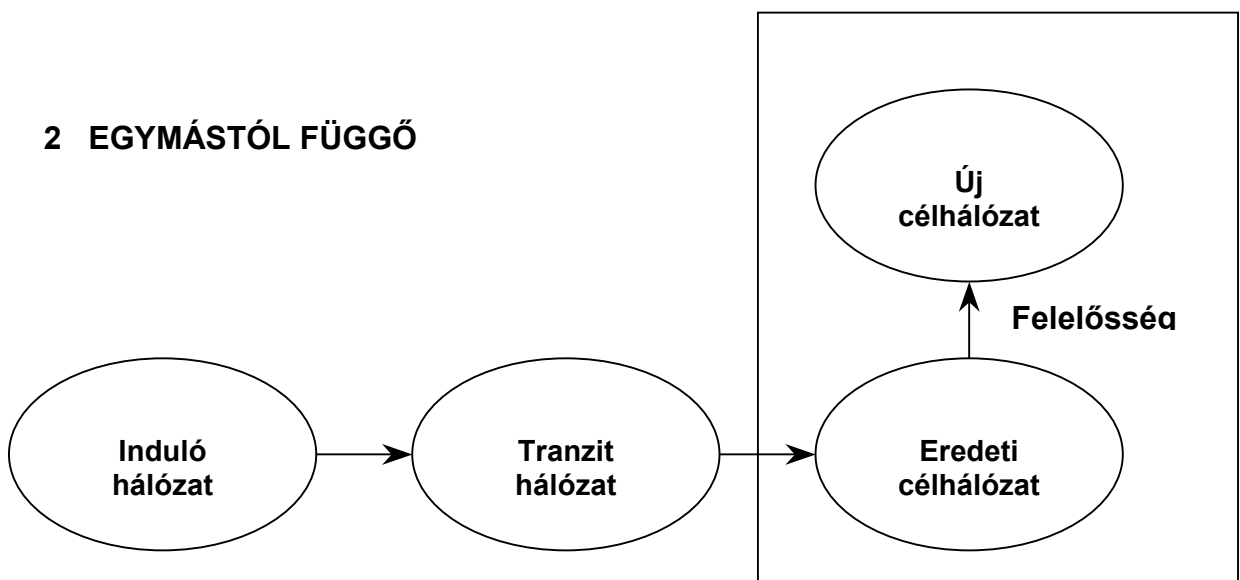 2 EGYMÁSTÓL FÜGGŐ
Új
célhálózat
Felelősség
Induló
hálózat
Tranzit
hálózat
Eredeti
célhálózat